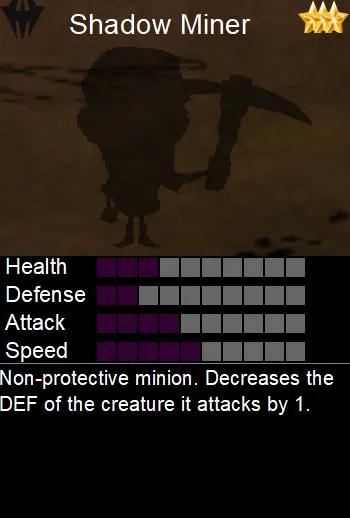 Shadow Miner
Health
Defense
Attack
Speed
Non-protective minion. Decreases the
DEF of the creature it attacks by 1.